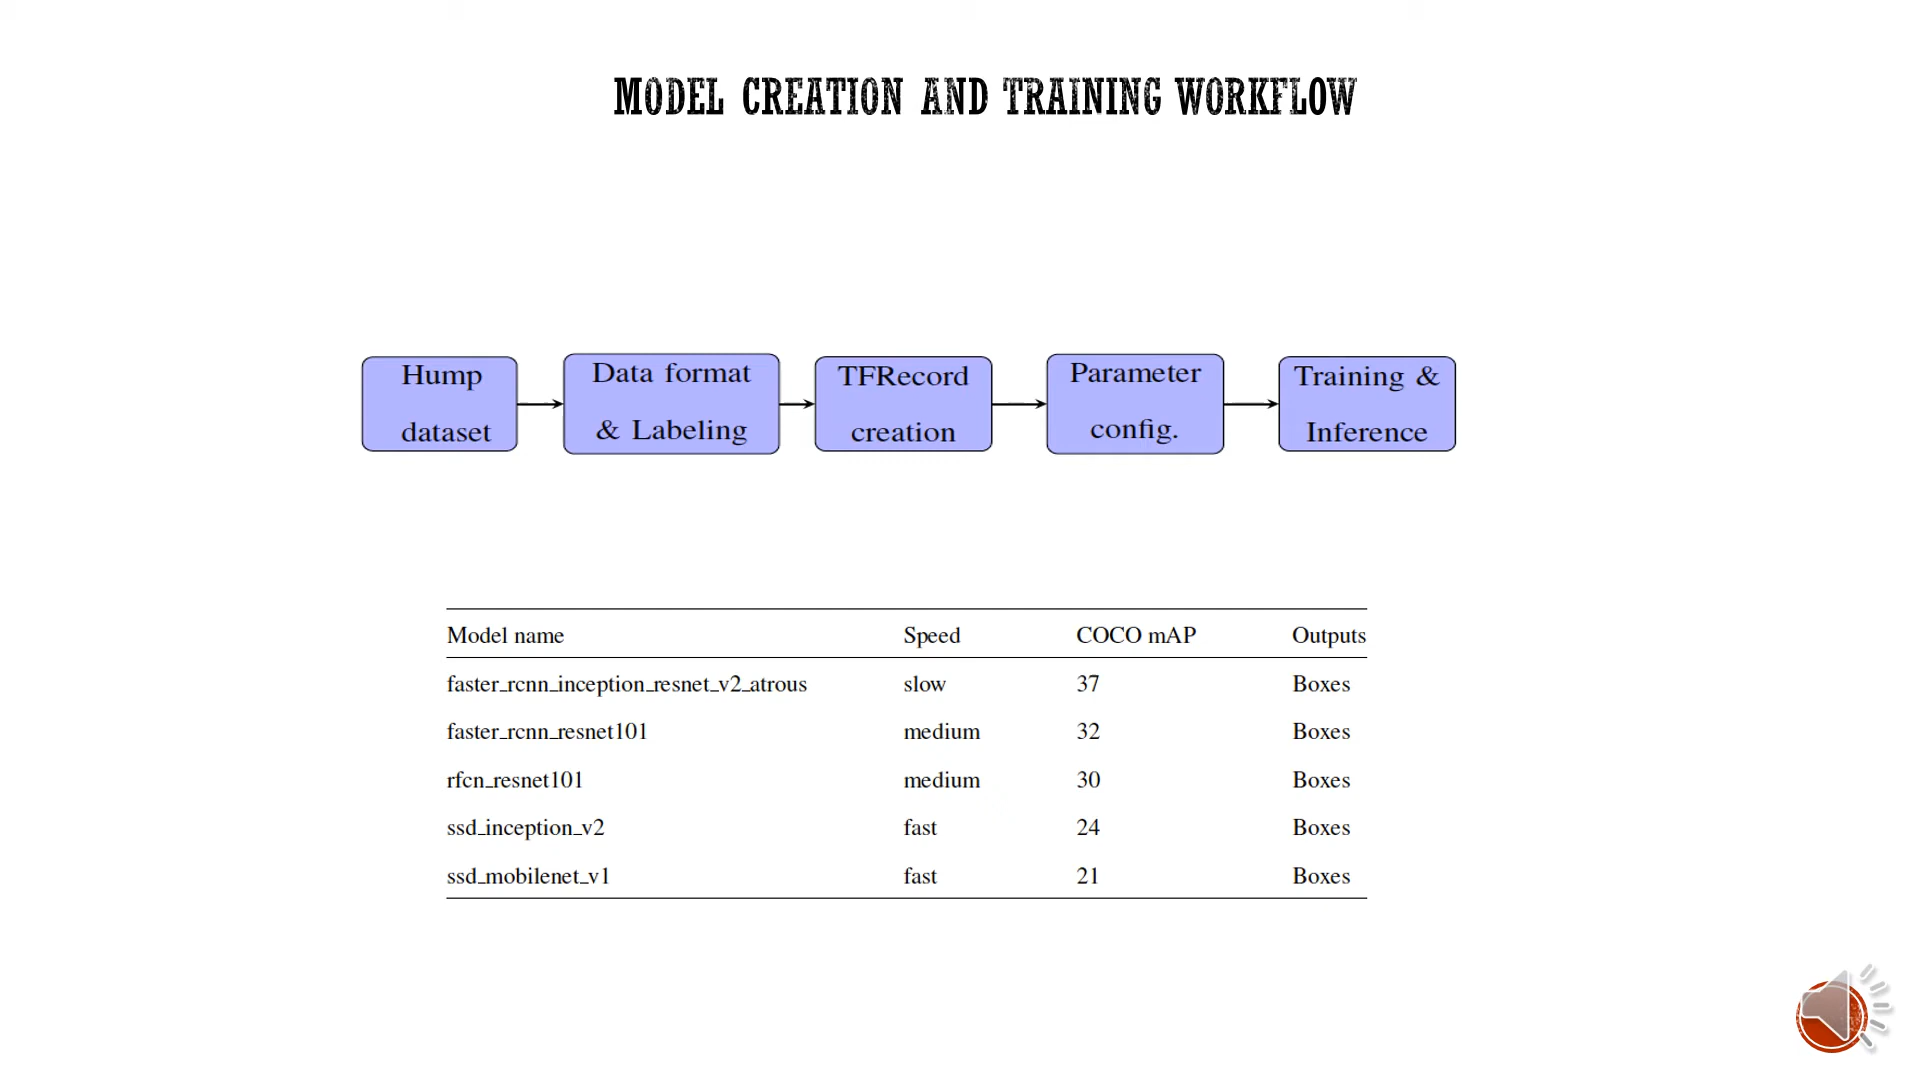 MODEL CREATION AND TRAINING WORKFLOW
Hump
dataset
Data format
& Labeling
TFRecord
creation
Parameter
config.
Training &
Inference
Model name Speed COCO mAP Outputs
faster_rcnn_inception_resnet_v2_atrous slow 37 Boxes
faster_rcnn_resnet101 medium 32 Boxes
rfcn_resnet101 medium 30 Boxes
ssd_inception_v2 fast 24 Boxes
ssd_mobilenet_v1 fast 21 Boxes